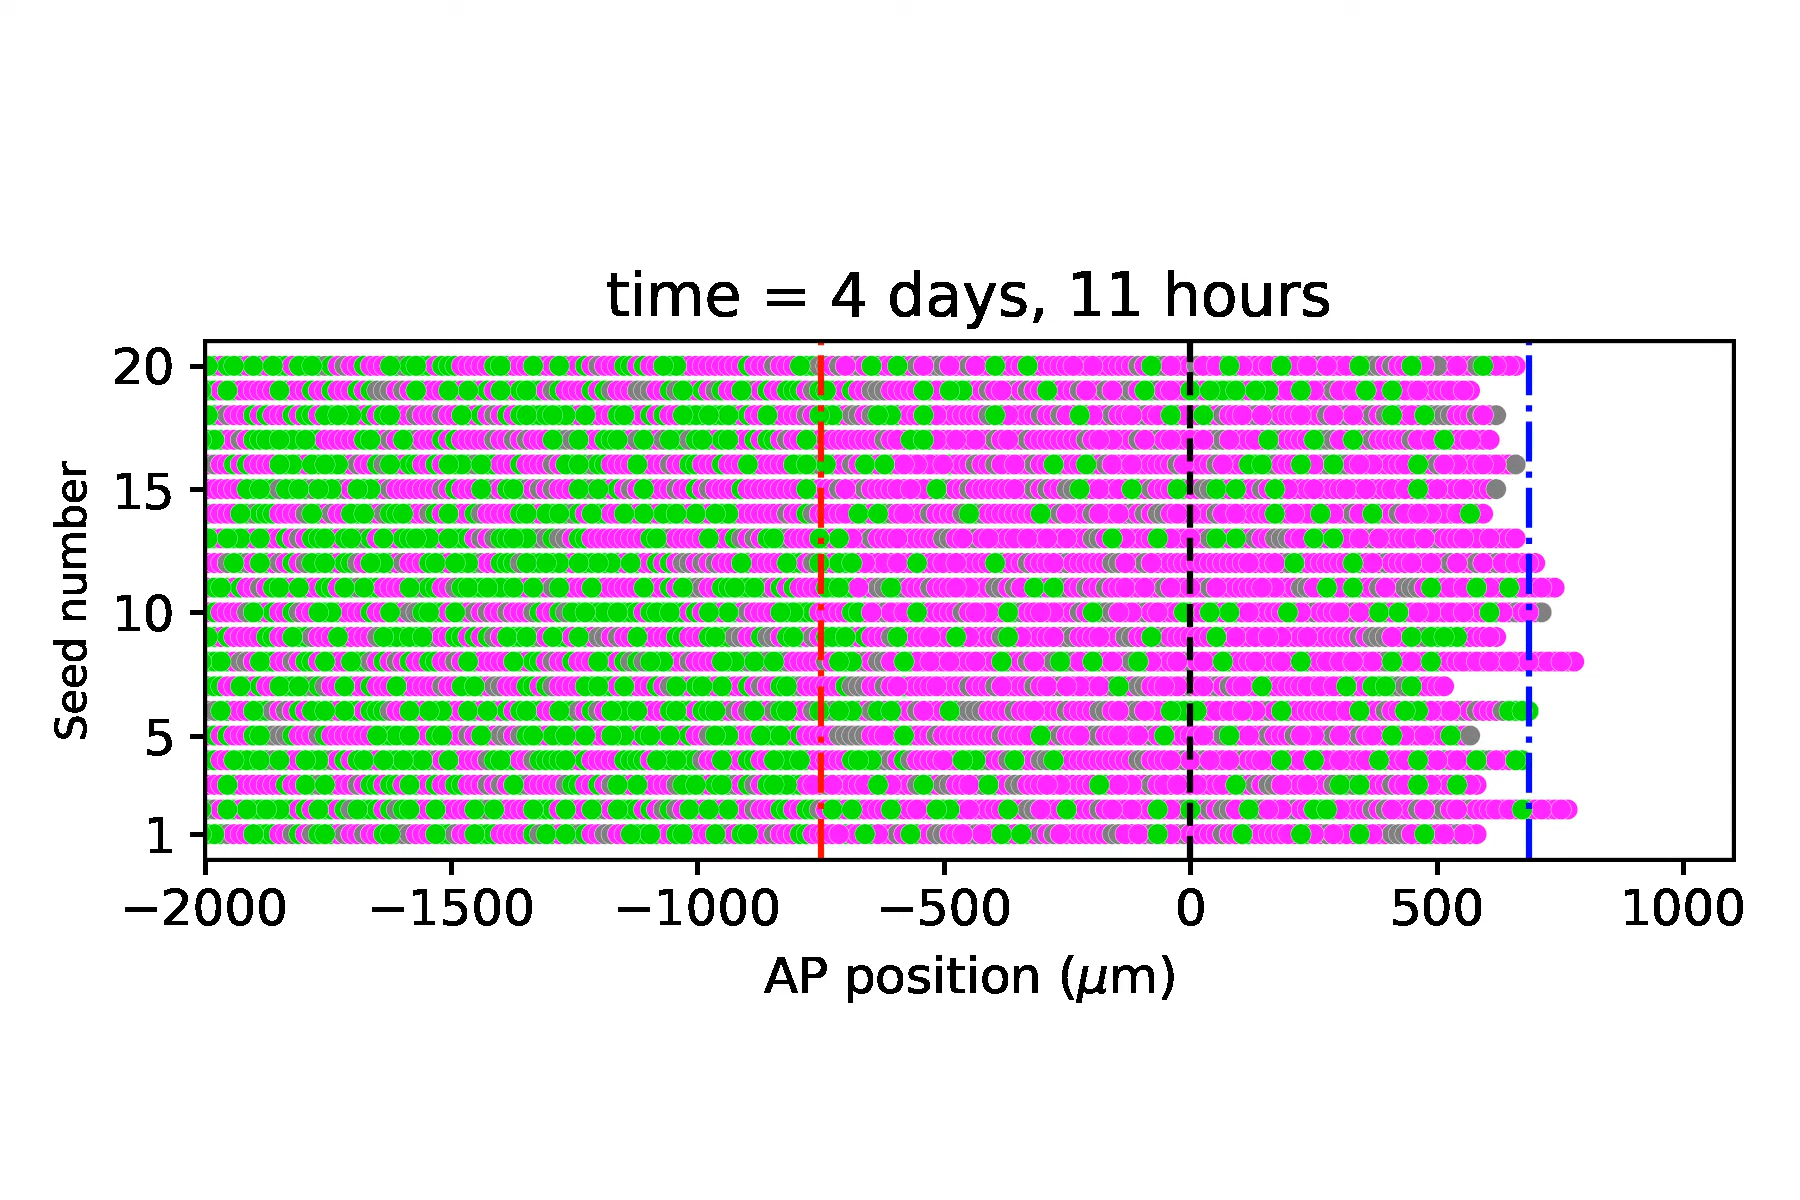 time = 4 days, 11 hours
20
15
10
5
1
Seed number
−2000 −1500 −1000 −500 0 500 1000
AP position (μm)